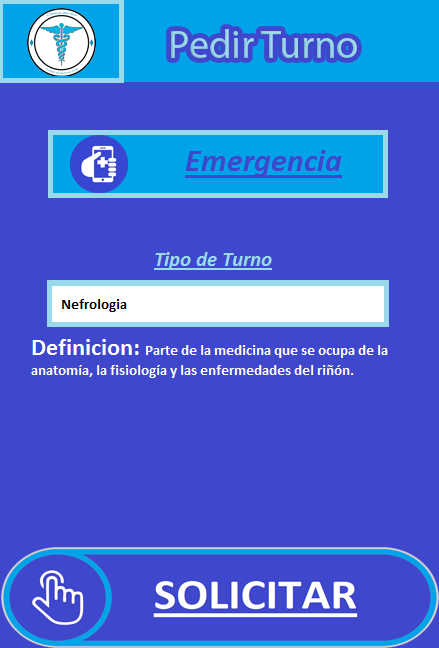 Pedir Turno
Emergencia
Tipo de Turno
Nefrologia
Definicion: Parte de la medicina que se ocupa de la
anatomía, la fisiología y las enfermedades del riñón.
SOLICITAR